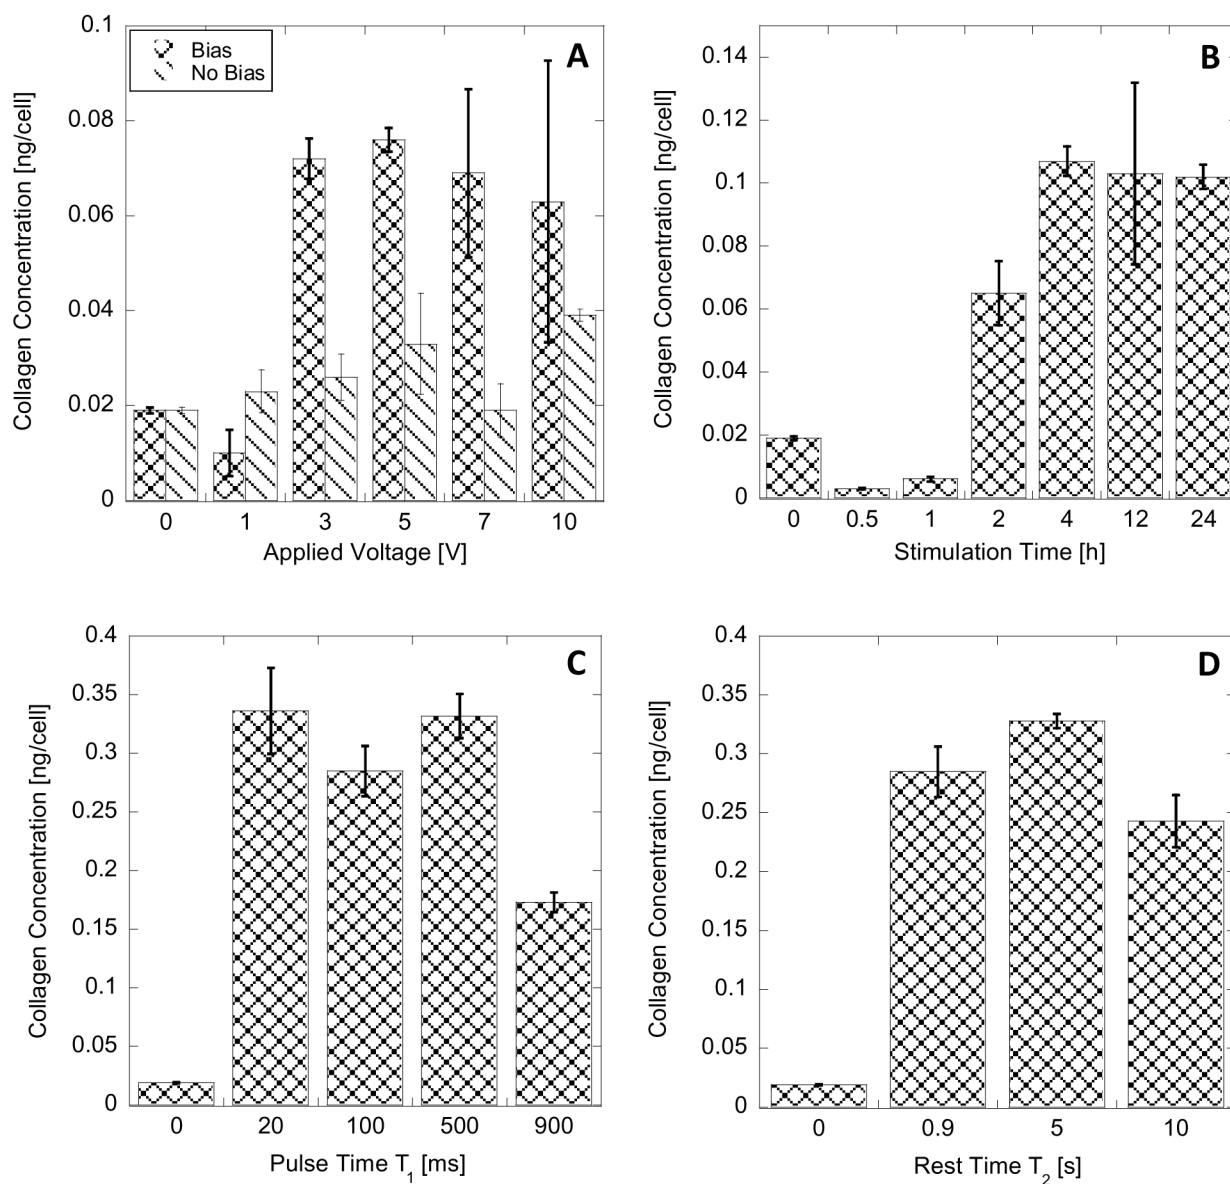 A
Bias
No Bias
Collagen Concentration [ng/cell]
0.1
0.08
0.06
0.04
0.02
0
0 1 3 5 7 10
Applied Voltage [V]
B
Collagen Concentration [ng/cell]
0.14
0.12
0.1
0.08
0.06
0.04
0.02
0
0 0.5 1 2 4 12 24
Stimulation Time [h]
C
Collagen Concentration [ng/cell]
0.4
0.35
0.3
0.25
0.2
0.15
0.1
0.05
0
0 20 100 500 900
Pulse Time T₁ [ms]
D
Collagen Concentration [ng/cell]
0.4
0.35
0.3
0.25
0.2
0.15
0.1
0.05
0
0 0.9 5 10
Rest Time T₂ [s]